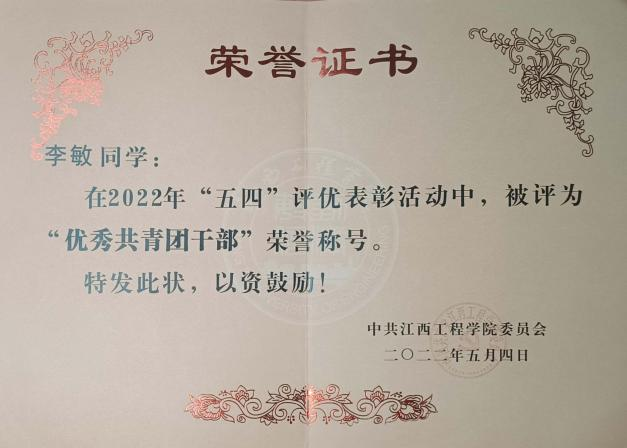 荣誉证书
李敏同学：
在2022年“五四”评优表彰活动中，被评为
“优秀共青团干部”荣誉称号。
特发此状，以资鼓励！
中共江西工程学院委员会
二〇二二年五月四日